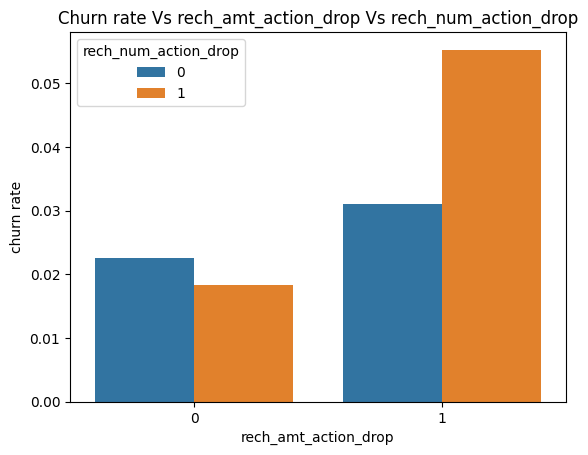 Churn rate Vs rech_amt_action_drop Vs rech_num_action_drop
rech_num_action_drop
0
1
churn rate
0.05
0.04
0.03
0.02
0.01
0.00
0 1
rech_amt_action_drop